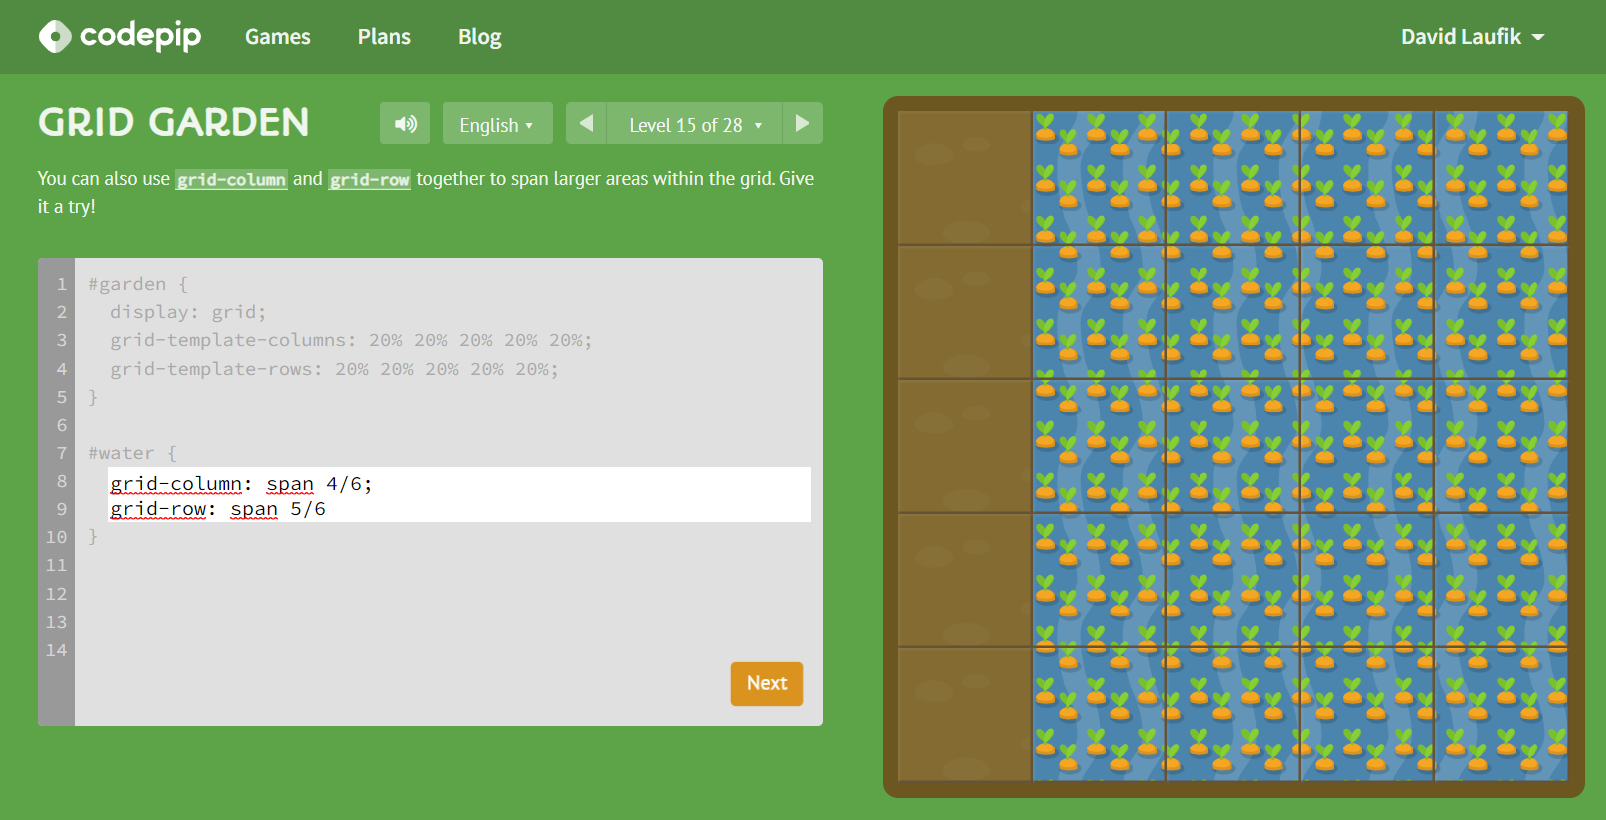 codepip Games Plans Blog David Laufik
GRID GARDEN English Level 15 of 28
You can also use grid-column and grid-row together to span larger areas within the grid. Give
it a try!
1 #garden {
2 display: grid;
3 grid-template-columns: 20% 20% 20% 20% 20%;
4 grid-template-rows: 20% 20% 20% 20% 20%;
5 }
6
7 #water {
8 grid-column: span 4/6;
9 grid-row: span 5/6
10 }
11
12
13
14
Next